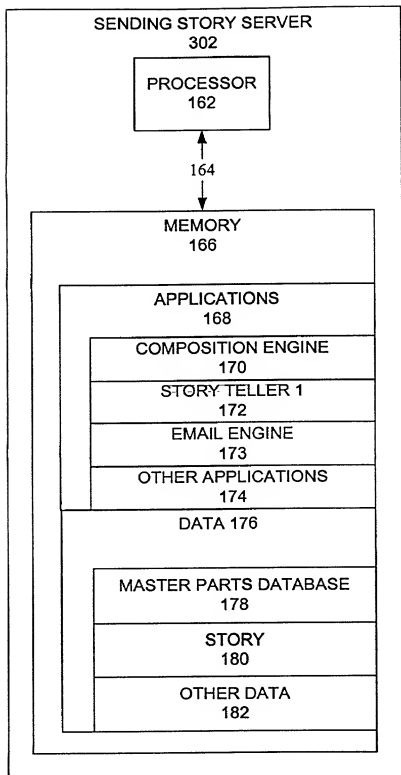 SENDING STORY SERVER
302
PROCESSOR
162
164
MEMORY
166
APPLICATIONS
168
COMPOSITION ENGINE
170
STORY TELLER 1
172
EMAIL ENGINE
173
OTHER APPLICATIONS
174
DATA 176
MASTER PARTS DATABASE
178
STORY
180
OTHER DATA
182